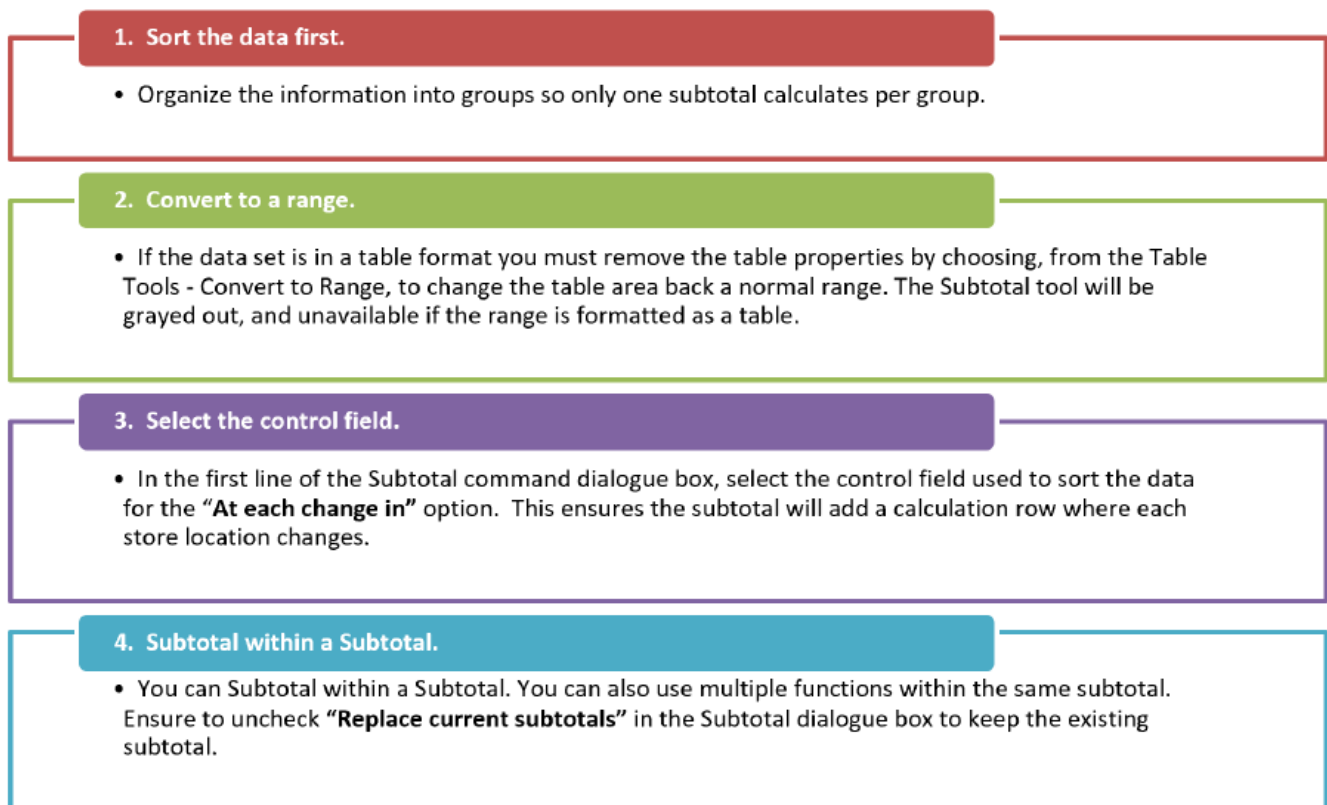 1. Sort the data first.
• Organize the information into groups so only one subtotal calculates per group.
2. Convert to a range.
• If the data set is in a table format you must remove the table properties by choosing, from the Table
Tools - Convert to Range, to change the table area back a normal range. The Subtotal tool will be
grayed out, and unavailable if the range is formatted as a table.
3. Select the control field.
• In the first line of the Subtotal command dialogue box, select the control field used to sort the data
for the “At each change in” option. This ensures the subtotal will add a calculation row where each
store location changes.
4. Subtotal within a Subtotal.
• You can Subtotal within a Subtotal. You can also use multiple functions within the same subtotal.
Ensure to uncheck “Replace current subtotals” in the Subtotal dialogue box to keep the existing
subtotal.